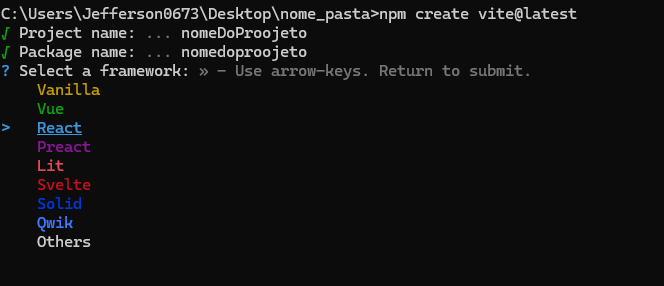 C:\Users\Jefferson0673\Desktop\nome_pasta>npm create vite@latest
√ Project name: ... nomeDoProojeto
√ Package name: ... nomedoproojeto
? Select a framework: » - Use arrow-keys. Return to submit.
Vanilla
Vue
> React
Preact
Lit
Svelte
Solid
Qwik
Others